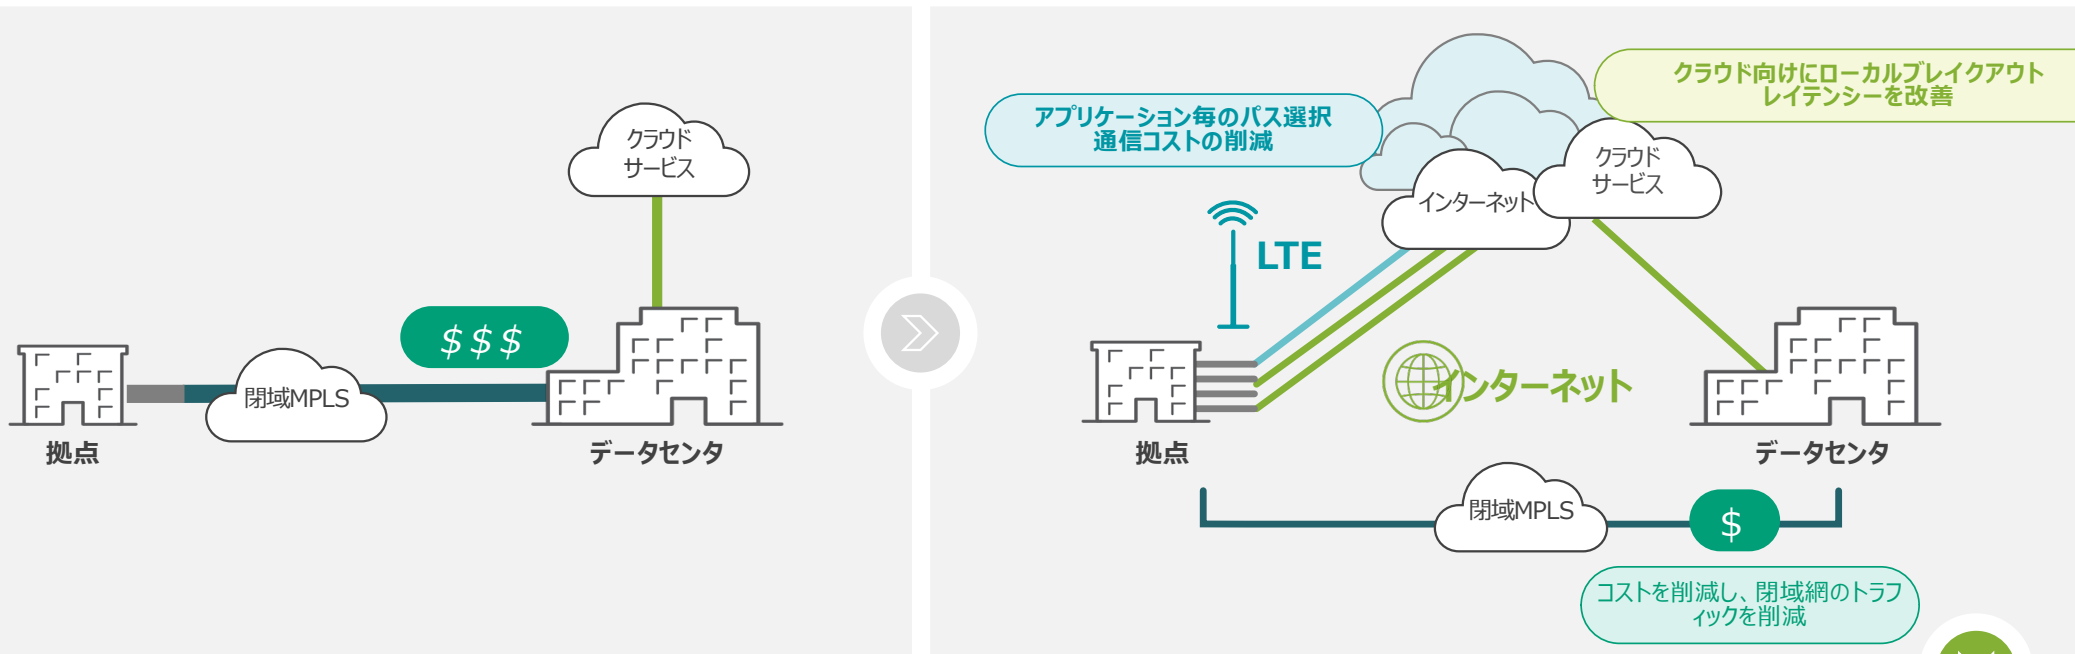 クラウド
サービス
$$$
閉域MPLS
拠点
データセンタ
アプリケーション毎のパス選択
通信コストの削減
クラウド向けにローカルブレイクアウト
レイテンシーを改善
クラウド
サービス
インターネット
LTE
インターネット
拠点
データセンタ
閉域MPLS
$
コストを削減し、閉域網のトラフ
ィックを削減